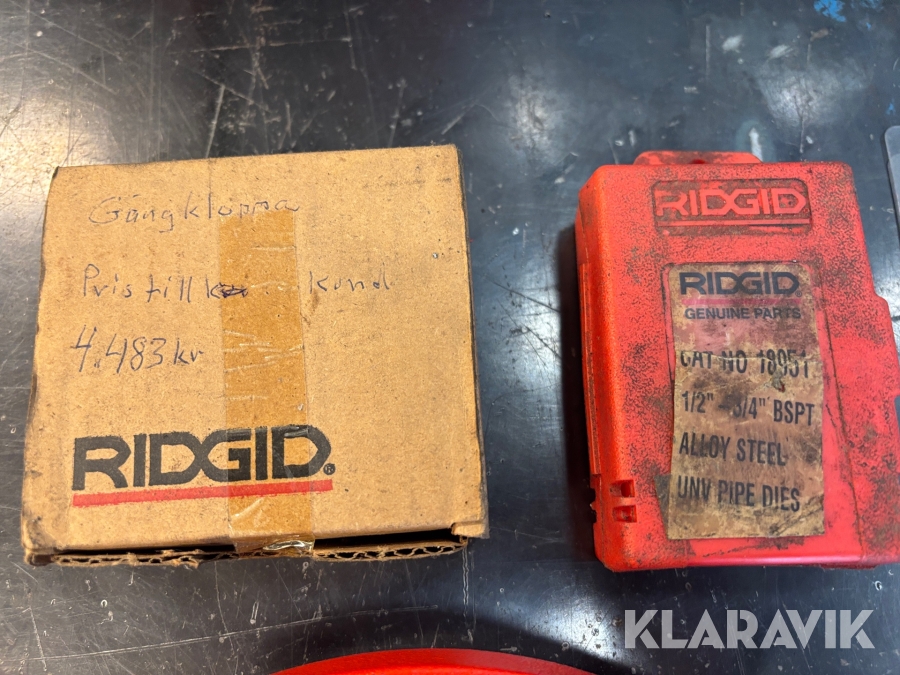 Gängkloppa
Pris till kund
4.483 kr
RIDGID®
RIDGID
RIDGID
GENUINE PARTS
CAT NO 18951
1/2" - 3/4" BSPT
ALLOY STEEL
UNV PIPE DIES
KLARAVIK